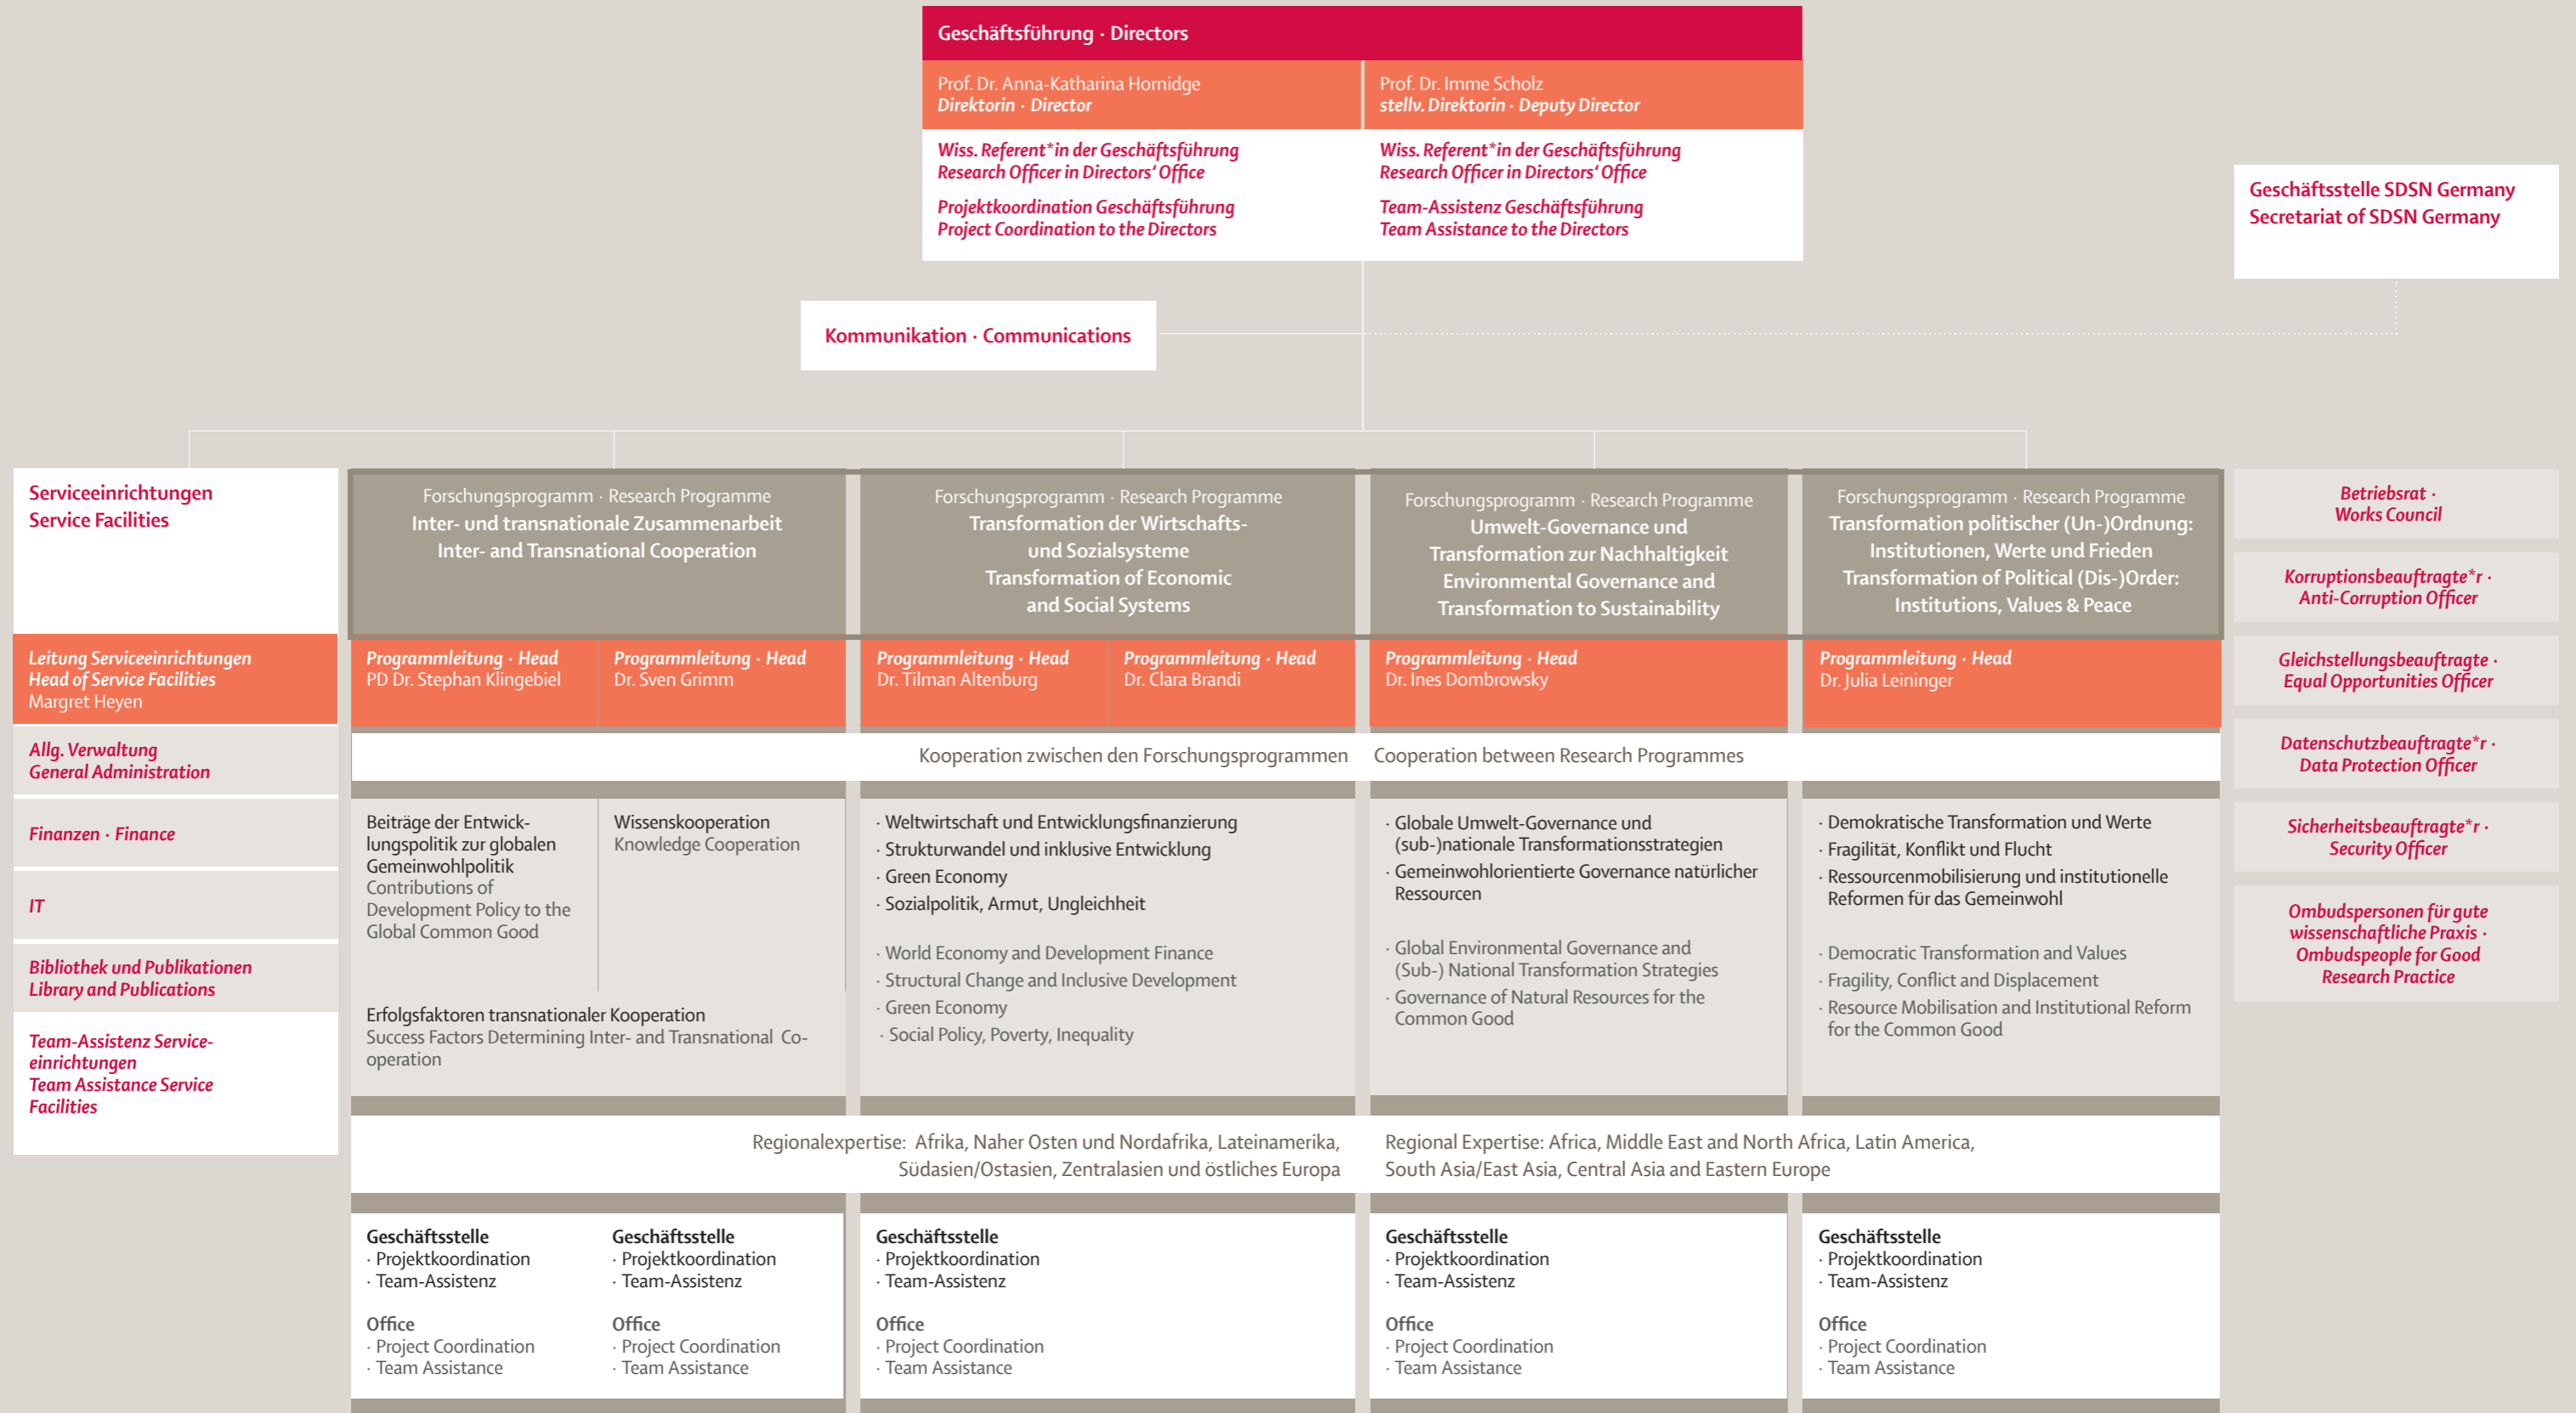 Geschäftsführung · Directors
Prof. Dr. Anna-Katharina Hornidge
Direktorin · Director
Prof. Dr. Imme Scholz
stellv. Direktorin · Deputy Director
Wiss. Referent*in der Geschäftsführung
Research Officer in Directors‘ Office
Projektkoordination Geschäftsführung
Project Coordination to the Directors
Wiss. Referent*in der Geschäftsführung
Research Officer in Directors‘ Office
Team-Assistenz Geschäftsführung
Team Assistance to the Directors
Geschäftsstelle SDSN Germany
Secretariat of SDSN Germany
Kommunikation · Communications
Serviceeinrichtungen
Service Facilities
Leitung Serviceeinrichtungen
Head of Service Facilities
Margret Heyen
Allg. Verwaltung
General Administration
Finanzen · Finance
IT
Bibliothek und Publikationen
Library and Publications
Team-Assistenz Service-
einrichtungen
Team Assistance Service
Facilities
Forschungsprogramm · Research Programme
Inter- und transnationale Zusammenarbeit
Inter- and Transnational Cooperation
Forschungsprogramm · Research Programme
Transformation der Wirtschafts-
und Sozialsysteme
Transformation of Economic
and Social Systems
Forschungsprogramm · Research Programme
Umwelt-Governance und
Transformation zur Nachhaltigkeit
Environmental Governance and
Transformation to Sustainability
Forschungsprogramm · Research Programme
Transformation politischer (Un-)Ordnung:
Institutionen, Werte und Frieden
Transformation of Political (Dis-)Order:
Institutions, Values & Peace
Programmleitung · Head
PD Dr. Stephan Klingebiel
Programmleitung · Head
Dr. Sven Grimm
Programmleitung · Head
Dr. Tilman Altenburg
Programmleitung · Head
Dr. Clara Brandi
Programmleitung · Head
Dr. Ines Dombrowsky
Programmleitung · Head
Dr. Julia Leininger
Kooperation zwischen den Forschungsprogrammen
Cooperation between Research Programmes
Beiträge der Entwick-
lungspolitik zur globalen
Gemeinwohlpolitik
Contributions of
Development Policy to the
Global Common Good
Wissenskooperation
Knowledge Cooperation
Erfolgsfaktoren transnationaler Kooperation
Success Factors Determining Inter- and Transnational Co-
operation
· Weltwirtschaft und Entwicklungsfinanzierung
· Strukturwandel und inklusive Entwicklung
· Green Economy
· Sozialpolitik, Armut, Ungleichheit
· World Economy and Development Finance
· Structural Change and Inclusive Development
· Green Economy
· Social Policy, Poverty, Inequality
· Globale Umwelt-Governance und
(sub-)nationale Transformationsstrategien
· Gemeinwohlorientierte Governance natürlicher
Ressourcen
· Global Environmental Governance and
(Sub-) National Transformation Strategies
· Governance of Natural Resources for the
Common Good
· Demokratische Transformation und Werte
· Fragilität, Konflikt und Flucht
· Ressourcenmobilisierung und institutionelle
Reformen für das Gemeinwohl
· Democratic Transformation and Values
· Fragility, Conflict and Displacement
· Resource Mobilisation and Institutional Reform
for the Common Good
Regionalexpertise: Afrika, Naher Osten und Nordafrika, Lateinamerika,
Südasien/Ostasien, Zentralasien und östliches Europa
Regional Expertise: Africa, Middle East and North Africa, Latin America,
South Asia/East Asia, Central Asia and Eastern Europe
Geschäftsstelle
· Projektkoordination
· Team-Assistenz
Office
· Project Coordination
· Team Assistance
Geschäftsstelle
· Projektkoordination
· Team-Assistenz
Office
· Project Coordination
· Team Assistance
Geschäftsstelle
· Projektkoordination
· Team-Assistenz
Office
· Project Coordination
· Team Assistance
Geschäftsstelle
· Projektkoordination
· Team-Assistenz
Office
· Project Coordination
· Team Assistance
Geschäftsstelle
· Projektkoordination
· Team-Assistenz
Office
· Project Coordination
· Team Assistance
Betriebsrat ·
Works Council
Korruptionsbeauftragte*r ·
Anti-Corruption Officer
Gleichstellungsbeauftragte ·
Equal Opportunities Officer
Datenschutzbeauftragte*r ·
Data Protection Officer
Sicherheitsbeauftragte*r ·
Security Officer
Ombudspersonen für gute
wissenschaftliche Praxis ·
Ombudspeople for Good
Research Practice